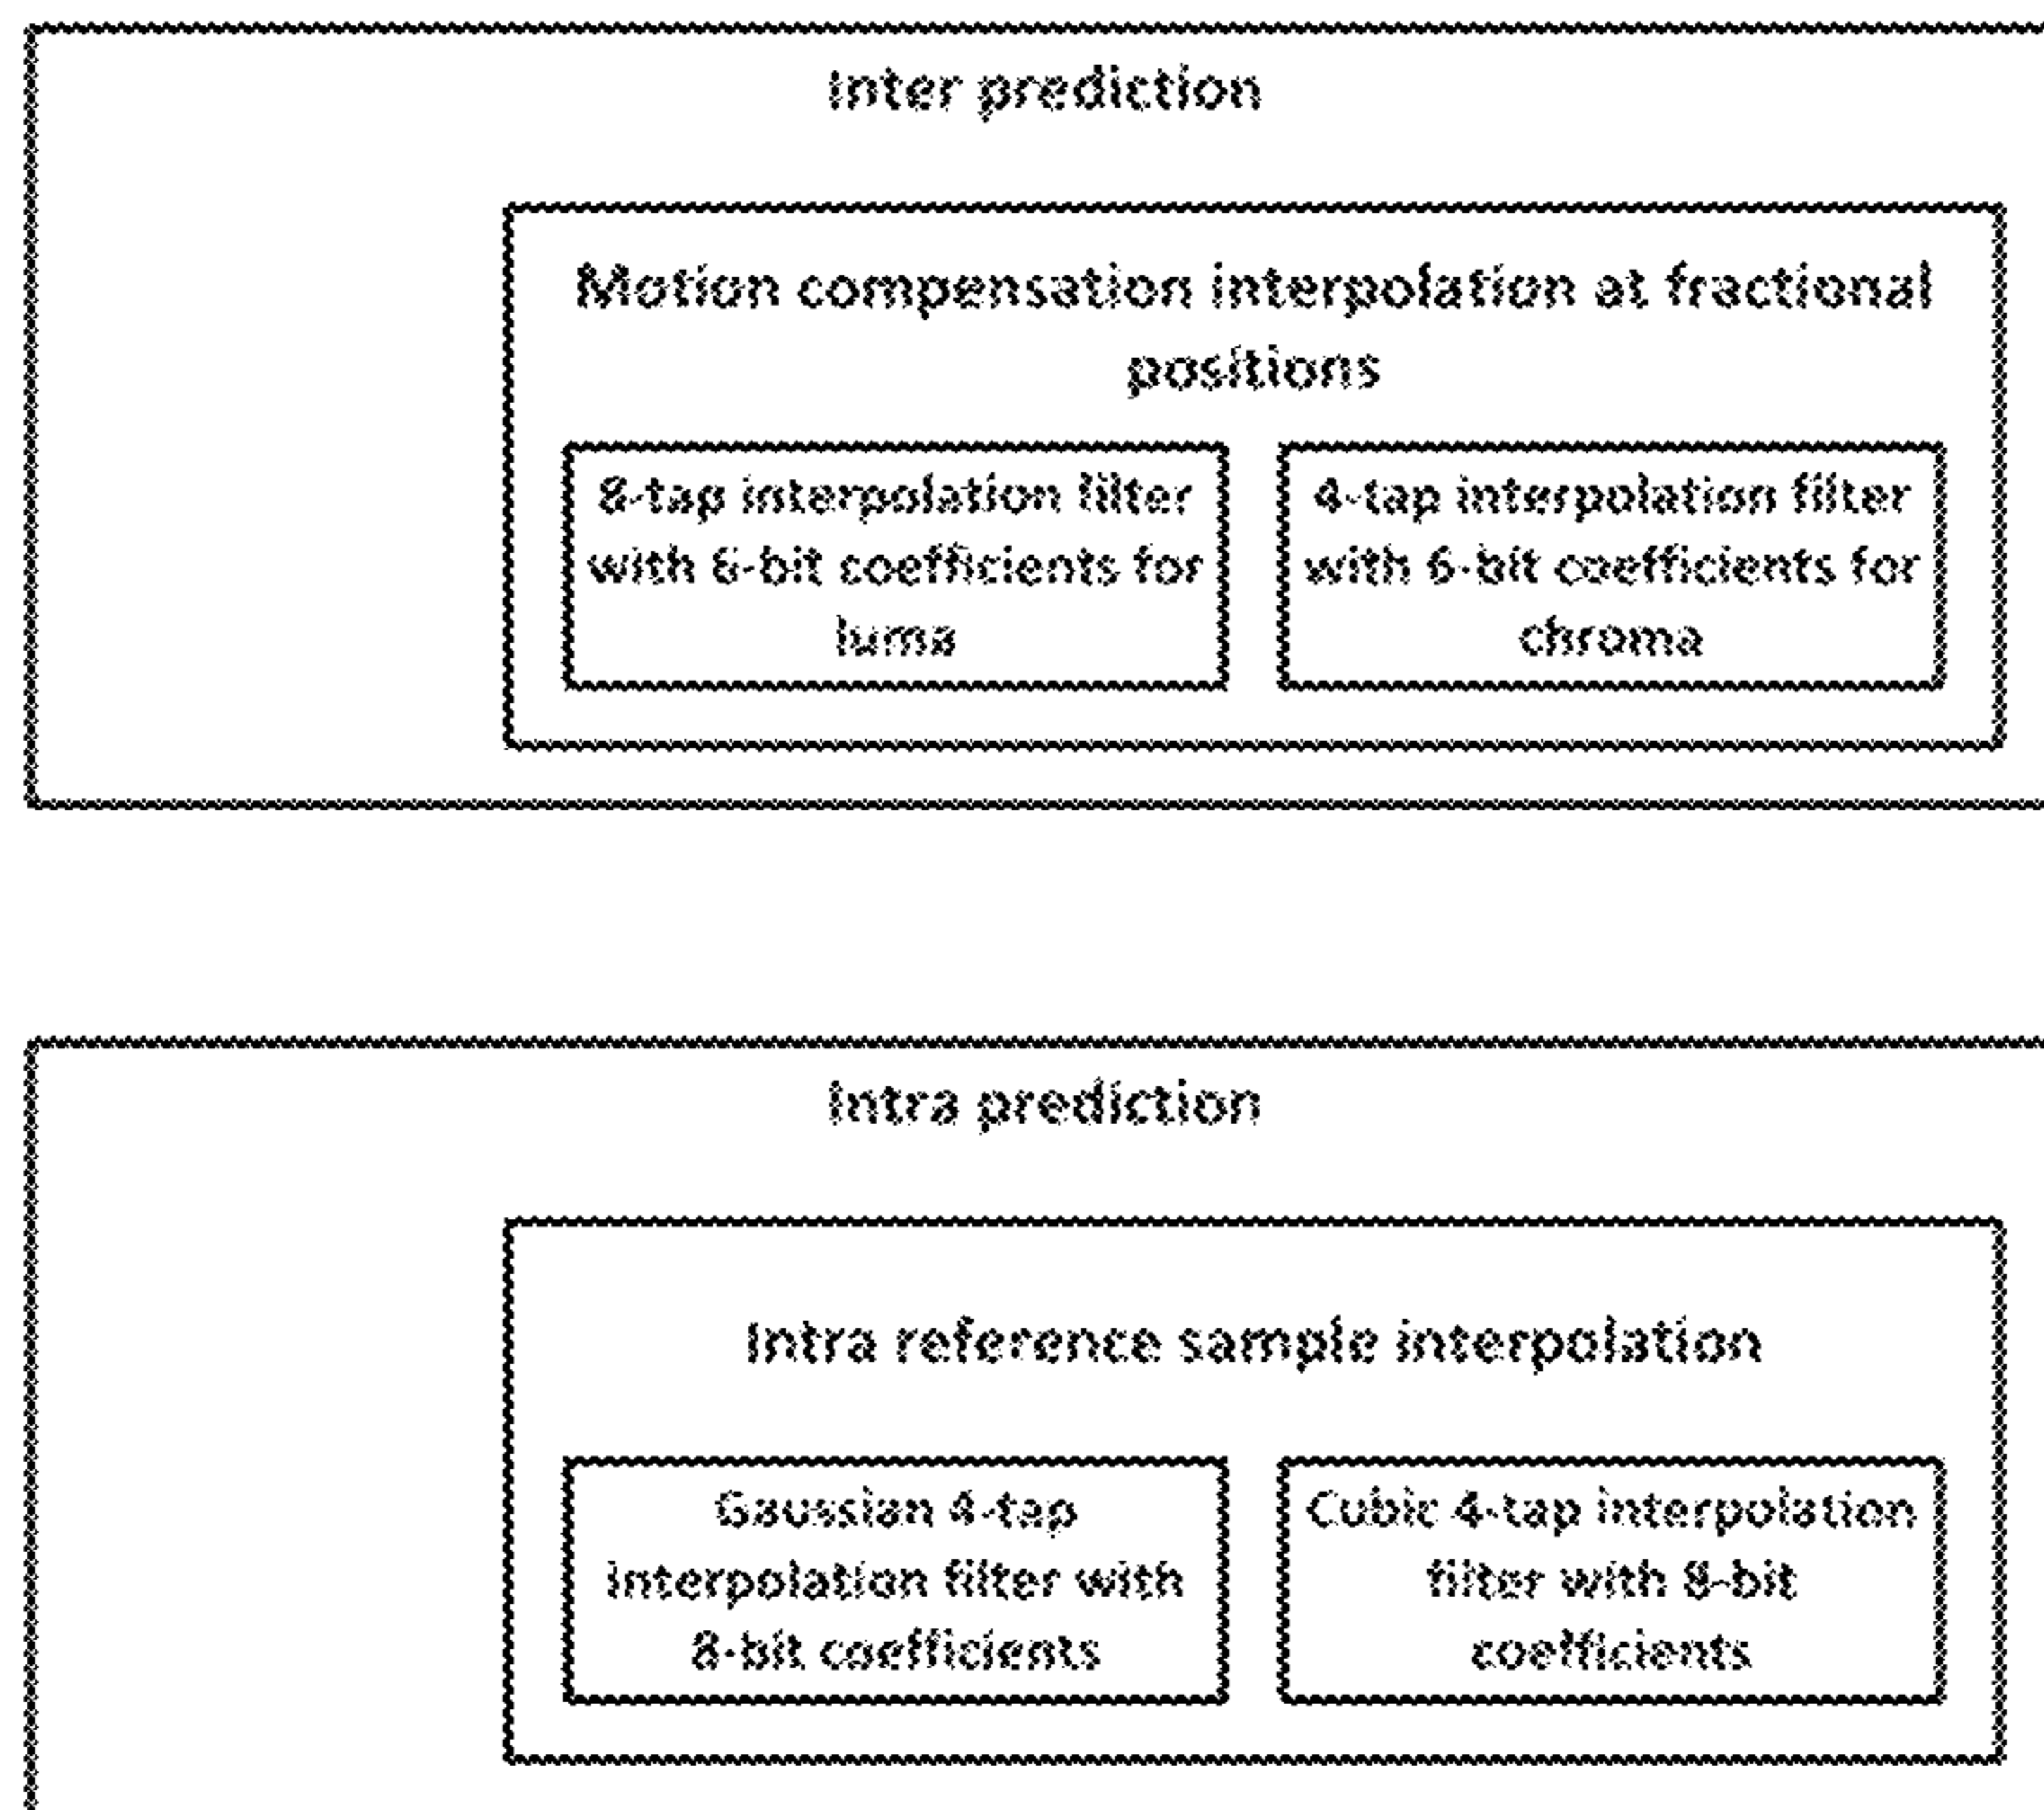 Inter prediction
Motion compensation interpolation at fractional
positions
8-tap interpolation filter
with 6-bit coefficients for
luma
4-tap interpolation filter
with 6-bit coefficients for
chroma
Intra prediction
Intra reference sample interpolation
Gaussian 4-tap
interpolation filter with
8-bit coefficients
Cubic 4-tap interpolation
filter with 8-bit
coefficients